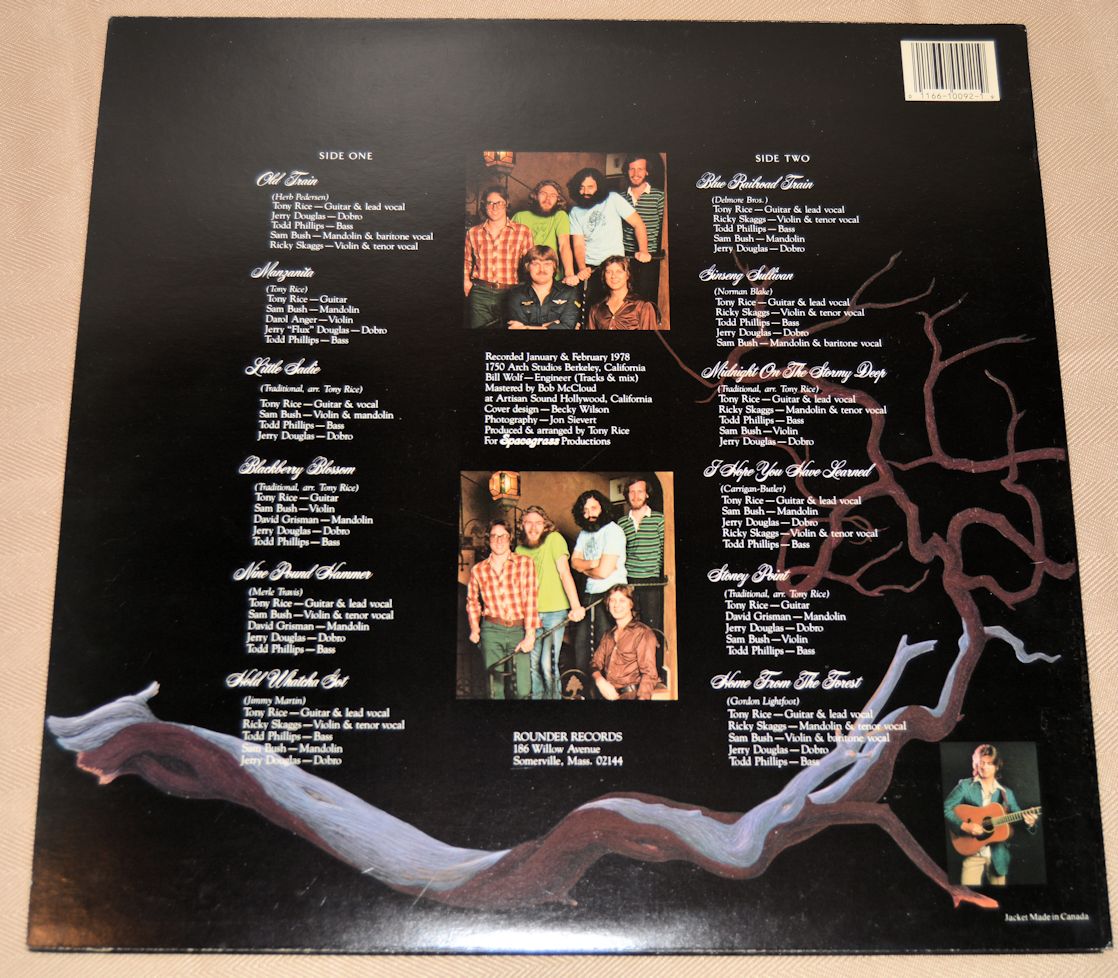 0 1166-10092-1 9
SIDE ONE
Old Train
(Herb Pedersen)
Tony Rice — Guitar & lead vocal
Jerry Douglas — Dobro
Todd Phillips — Bass
Sam Bush — Mandolin & baritone vocal
Ricky Skaggs — Violin & tenor vocal
Manzanita
(Tony Rice)
Tony Rice — Guitar
Sam Bush — Mandolin
Darol Anger — Violin
Jerry "Flux" Douglas — Dobro
Todd Phillips — Bass
Little Sadie
(Traditional, arr. Tony Rice)
Tony Rice — Guitar & vocal
Sam Bush — Violin & mandolin
Todd Phillips — Bass
Jerry Douglas — Dobro
Blackberry Blossom
(Traditional, arr. Tony Rice)
Tony Rice — Guitar
Sam Bush — Violin
David Grisman — Mandolin
Jerry Douglas — Dobro
Todd Phillips — Bass
Nine Pound Hammer
(Merle Travis)
Tony Rice — Guitar & lead vocal
Sam Bush — Violin & tenor vocal
David Grisman — Mandolin
Jerry Douglas — Dobro
Todd Phillips — Bass
Hold Whatcha Got
(Jimmy Martin)
Tony Rice — Guitar & lead vocal
Ricky Skaggs — Violin & tenor vocal
Todd Phillips — Bass
Sam Bush — Mandolin
Jerry Douglas — Dobro
Recorded January & February 1978
1750 Arch Studios Berkeley, California
Bill Wolf — Engineer (Tracks & mix)
Mastered by Bob McCloud
at Artisan Sound Hollywood, California
Cover design — Becky Wilson
Photography — Jon Sievert
Produced & arranged by Tony Rice
For Spacegrass Productions
ROUNDER RECORDS
186 Willow Avenue
Somerville, Mass. 02144
SIDE TWO
Blue Railroad Train
(Delmore Bros.)
Tony Rice — Guitar & lead vocal
Ricky Skaggs — Violin & tenor vocal
Todd Phillips — Bass
Sam Bush — Mandolin
Jerry Douglas — Dobro
Ginseng Sullivan
(Norman Blake)
Tony Rice — Guitar & lead vocal
Ricky Skaggs — Violin & tenor vocal
Todd Phillips — Bass
Jerry Douglas — Dobro
Sam Bush — Mandolin & baritone vocal
Midnight On The Stormy Deep
(Traditional, arr. Tony Rice)
Tony Rice — Guitar & lead vocal
Ricky Skaggs — Mandolin & tenor vocal
Todd Phillips — Bass
Sam Bush — Violin
Jerry Douglas — Dobro
I Hope You Have Learned
(Carrigan-Butler)
Tony Rice — Guitar & lead vocal
Sam Bush — Mandolin
Jerry Douglas — Dobro
Ricky Skaggs — Violin & tenor vocal
Todd Phillips — Bass
Stoney Point
(Traditional, arr. Tony Rice)
Tony Rice — Guitar
David Grisman — Mandolin
Jerry Douglas — Dobro
Sam Bush — Violin
Todd Phillips — Bass
Home From The Forest
(Gordon Lightfoot)
Tony Rice — Guitar & lead vocal
Ricky Skaggs — Mandolin & tenor vocal
Sam Bush — Violin & baritone vocal
Jerry Douglas — Dobro
Todd Phillips — Bass
Jacket Made in Canada